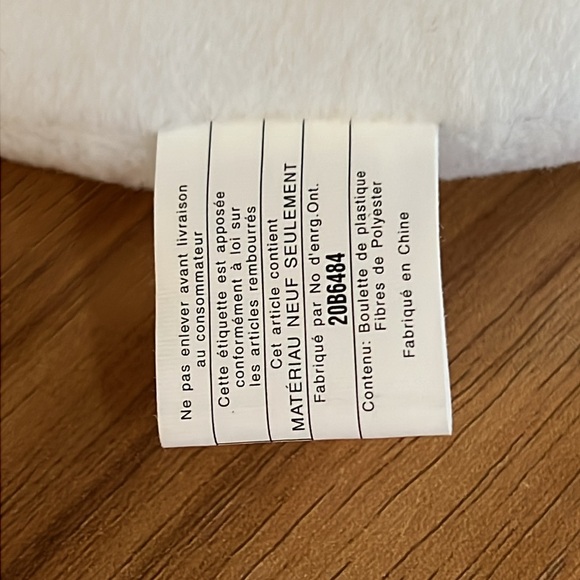 Ne pas enlever avant livraison
au consommateur
Cette étiquette est apposée
conformément à loi sur
les articles rembourrés
Cet article contient
MATÉRIAU NEUF SEULEMENT
Fabriqué par No d'enrg.Ont.
20B6484
Contenu: Boulette de plastique
Fibres de Polyester
Fabriqué en Chine